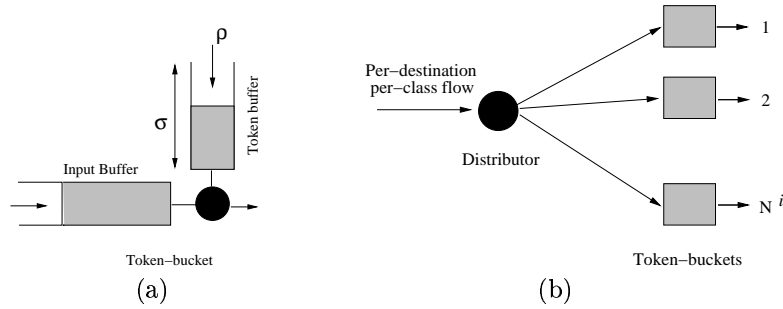 ρ
σ
Token buffer
Input Buffer
Token−bucket
(a)
Per−destination
per−class flow
Distributor
1
2
N i
Token−buckets
(b)